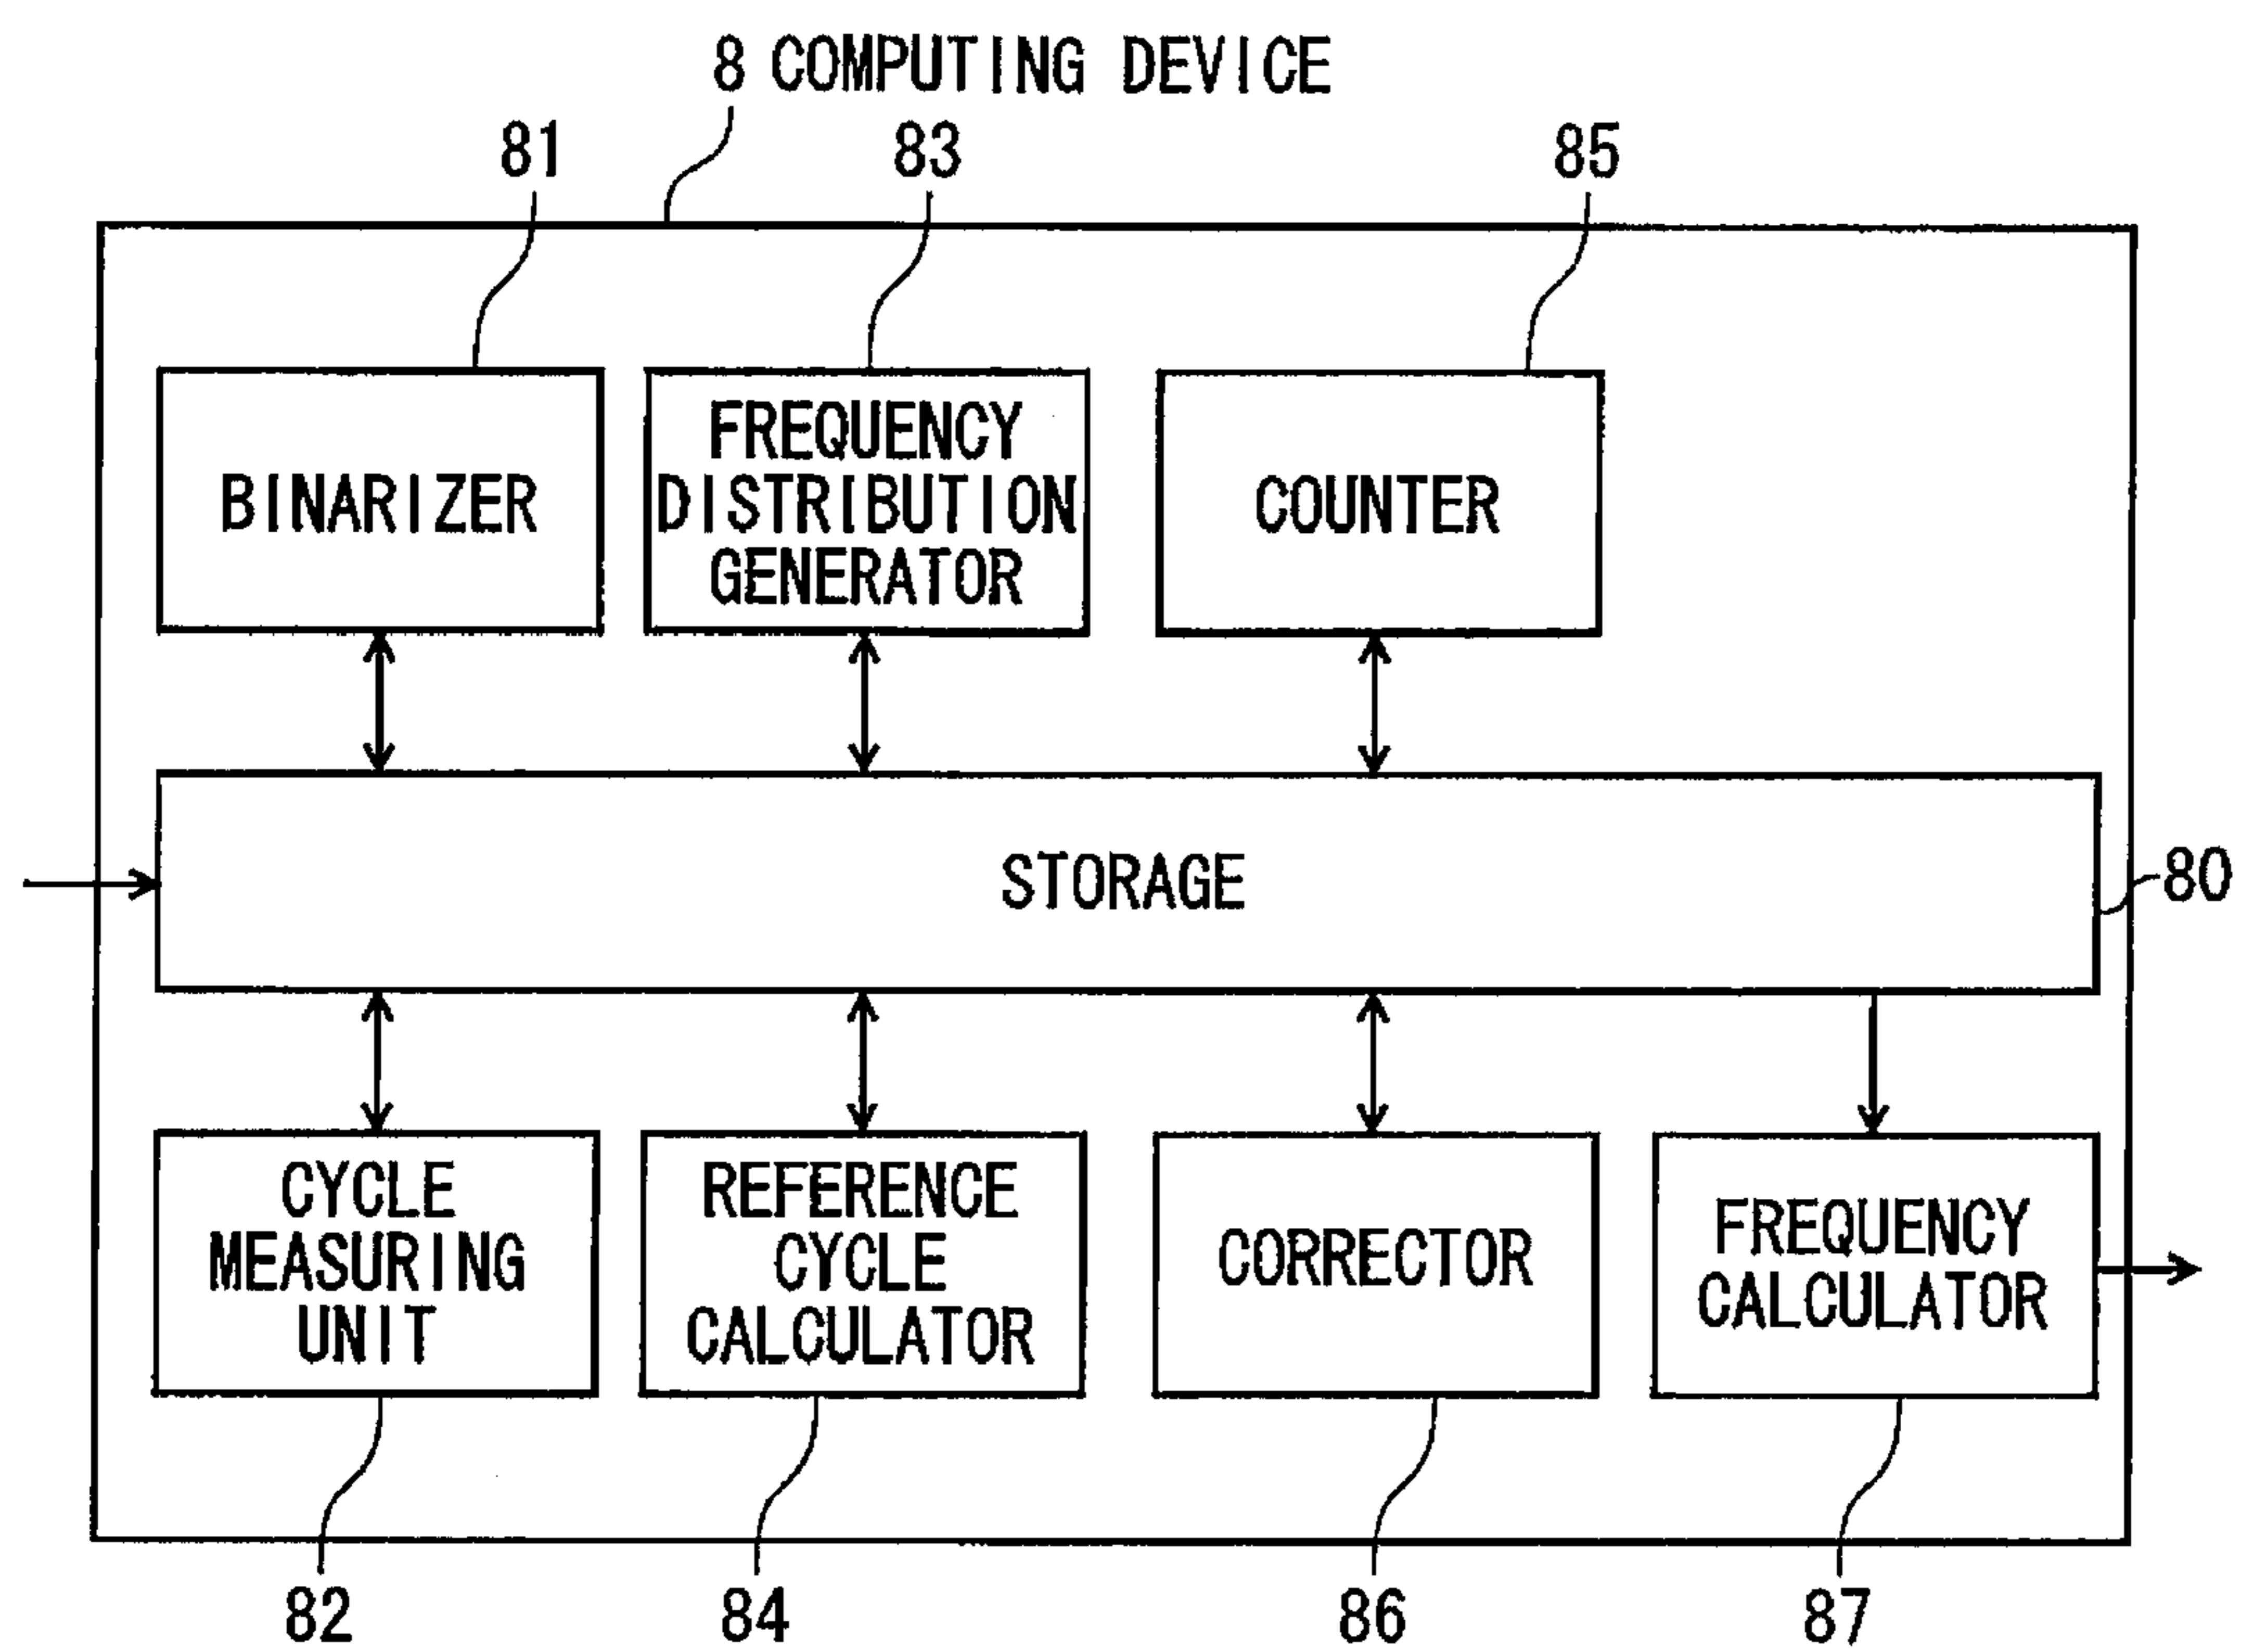 8 COMPUTING DEVICE
81
83
85
BINARIZER
FREQUENCY
DISTRIBUTION
GENERATOR
COUNTER
STORAGE
80
CYCLE
MEASURING
UNIT
REFERENCE
CYCLE
CALCULATOR
CORRECTOR
FREQUENCY
CALCULATOR
82
84
86
87